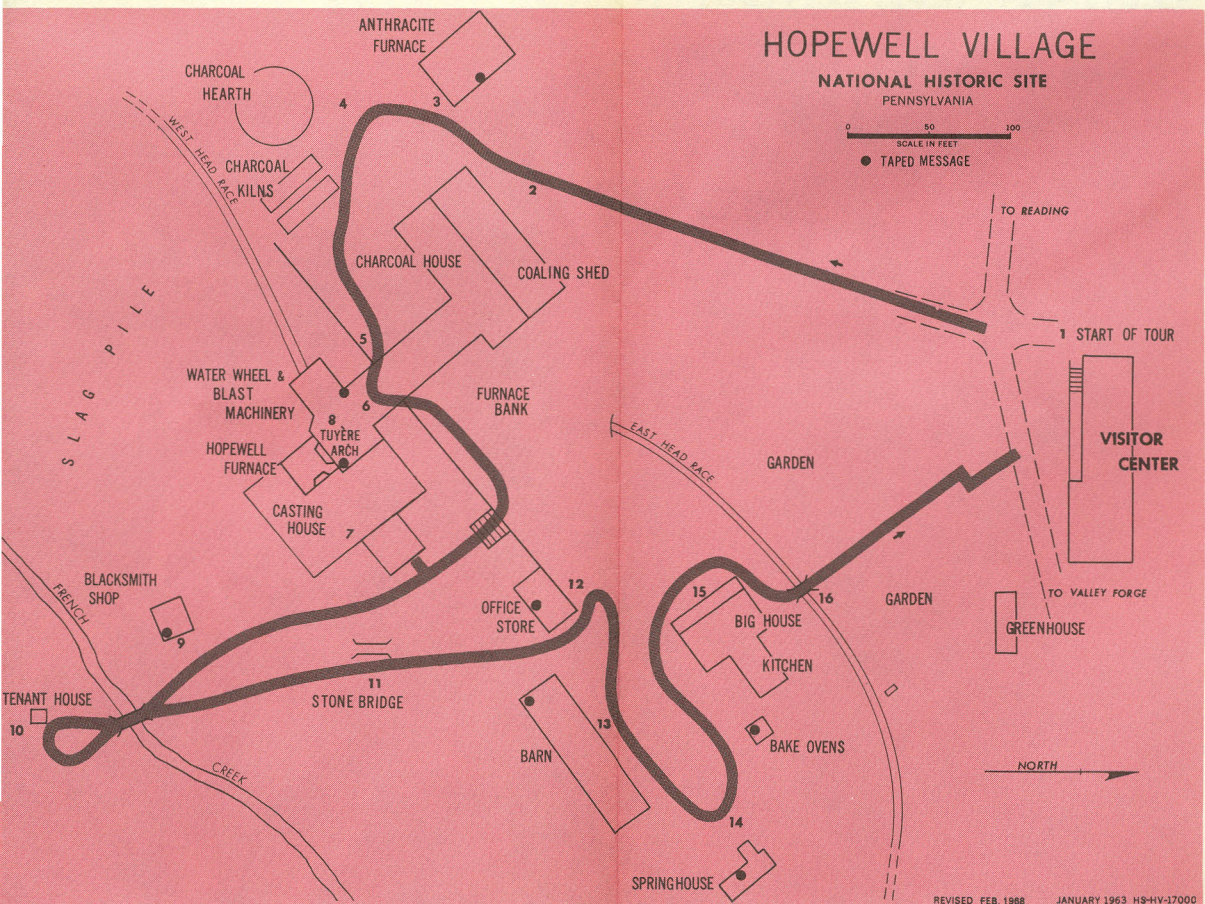 HOPEWELL VILLAGE
NATIONAL HISTORIC SITE
PENNSYLVANIA
0 50 100
SCALE IN FEET
TAPED MESSAGE
ANTHRACITE
FURNACE
CHARCOAL
HEARTH
4
3
2
WEST HEAD RACE
CHARCOAL
KILNS
CHARCOAL HOUSE
COALING SHED
TO READING
1 START OF TOUR
SLAG PILE
5
WATER WHEEL &
BLAST
MACHINERY
6
FURNACE
BANK
8
TUYERE
ARCH
HOPEWELL
FURNACE
CASTING
HOUSE
7
EAST HEAD RACE
GARDEN
VISITOR
CENTER
BLACKSMITH
SHOP
9
FRENCH
CREEK
OFFICE
STORE
12
15
BIG HOUSE
KITCHEN
16
GARDEN
TO VALLEY FORGE
GREENHOUSE
TENANT HOUSE
10
11
STONE BRIDGE
13
BARN
BAKE OVENS
14
SPRINGHOUSE
NORTH
REVISED FEB. 1968 JANUARY 1963 HS-HV-17000